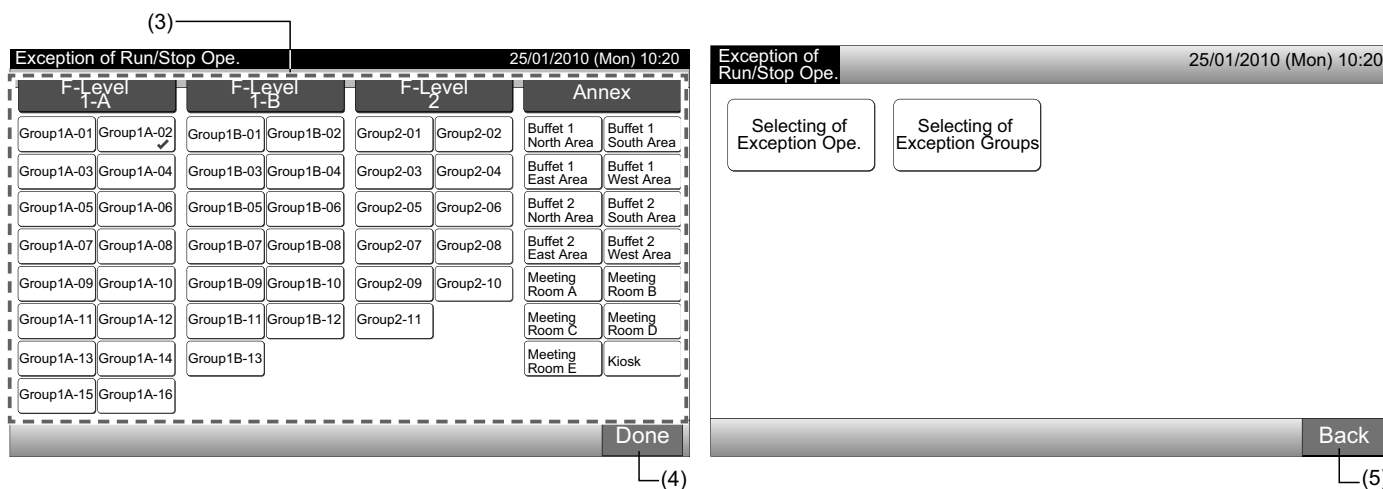 (3)
Exception of Run/Stop Ope. 25/01/2010 (Mon) 10:20
F-Level
1-A
F-Level
1-B
F-Level
2
Annex
Group1A-01 Group1A-02 Group1B-01 Group1B-02 Group2-01 Group2-02 Buffet 1 Buffet 1
North Area South Area
Group1A-03 Group1A-04 Group1B-03 Group1B-04 Group2-03 Group2-04 Buffet 1 Buffet 1
East Area West Area
Group1A-05 Group1A-06 Group1B-05 Group1B-06 Group2-05 Group2-06 Buffet 2 Buffet 2
North Area South Area
Group1A-07 Group1A-08 Group1B-07 Group1B-08 Group2-07 Group2-08 Buffet 2 Buffet 2
East Area West Area
Group1A-09 Group1A-10 Group1B-09 Group1B-10 Group2-09 Group2-10 Meeting Meeting
Room A Room B
Group1A-11 Group1A-12 Group1B-11 Group1B-12 Group2-11 Meeting Meeting
Room C Room D
Group1A-13 Group1A-14 Group1B-13 Meeting Kiosk
Room E
Group1A-15 Group1A-16
Done
(4)
Exception of
Run/Stop Ope.
25/01/2010 (Mon) 10:20
Selecting of
Exception Ope.
Selecting of
Exception Groups
Back
(5)